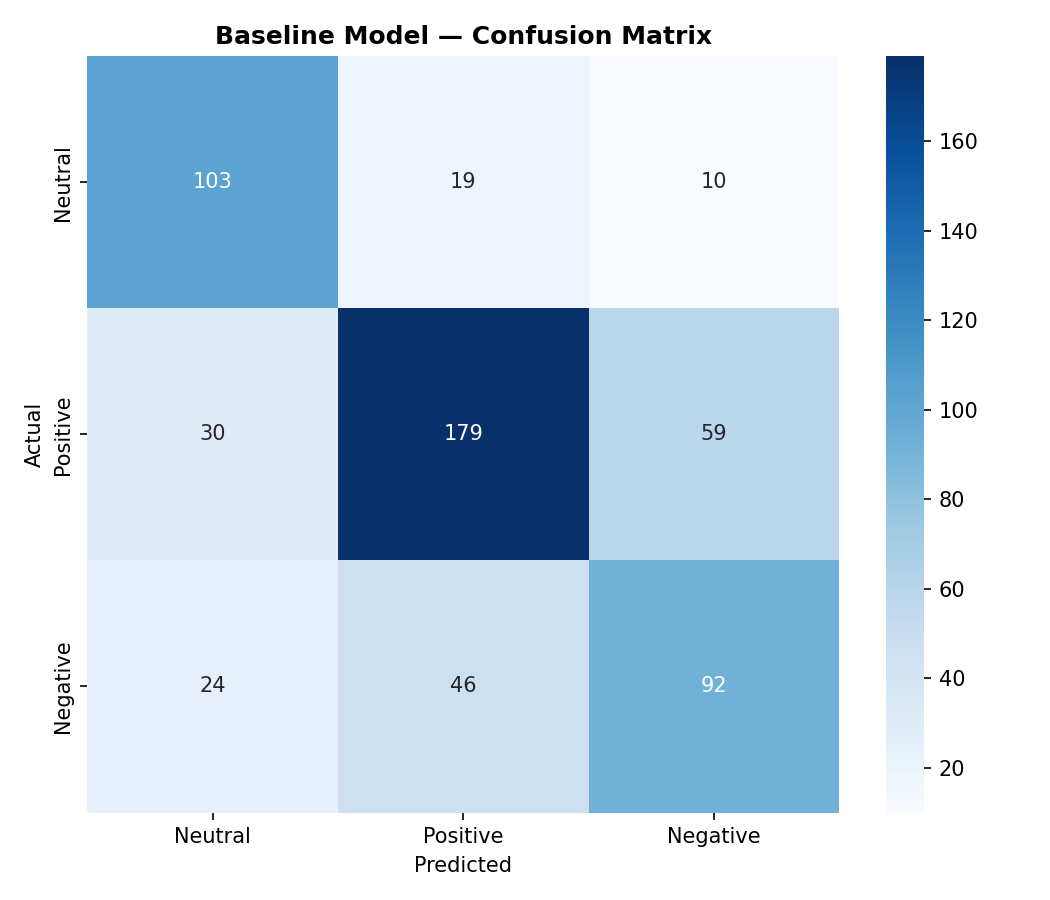 Baseline Model — Confusion Matrix
Actual
Neutral
103 19 10
Positive
30 179 59
Negative
24 46 92
Neutral Positive Negative
Predicted
160
140
120
100
80
60
40
20